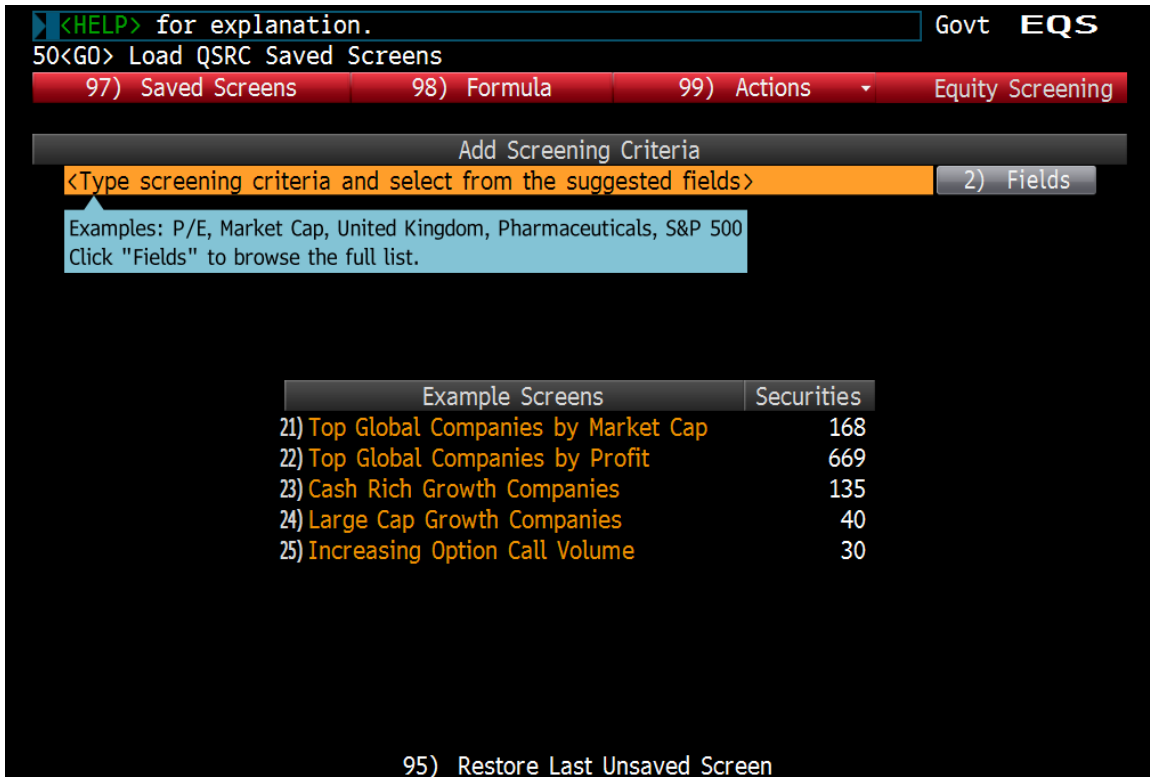 <HELP> for explanation. Govt EQS
50<GO> Load QSRC Saved Screens
97) Saved Screens 98) Formula 99) Actions Equity Screening
Add Screening Criteria
<Type screening criteria and select from the suggested fields> 2) Fields
Examples: P/E, Market Cap, United Kingdom, Pharmaceuticals, S&P 500
Click "Fields" to browse the full list.
Example Screens Securities
21) Top Global Companies by Market Cap 168
22) Top Global Companies by Profit 669
23) Cash Rich Growth Companies 135
24) Large Cap Growth Companies 40
25) Increasing Option Call Volume 30
95) Restore Last Unsaved Screen